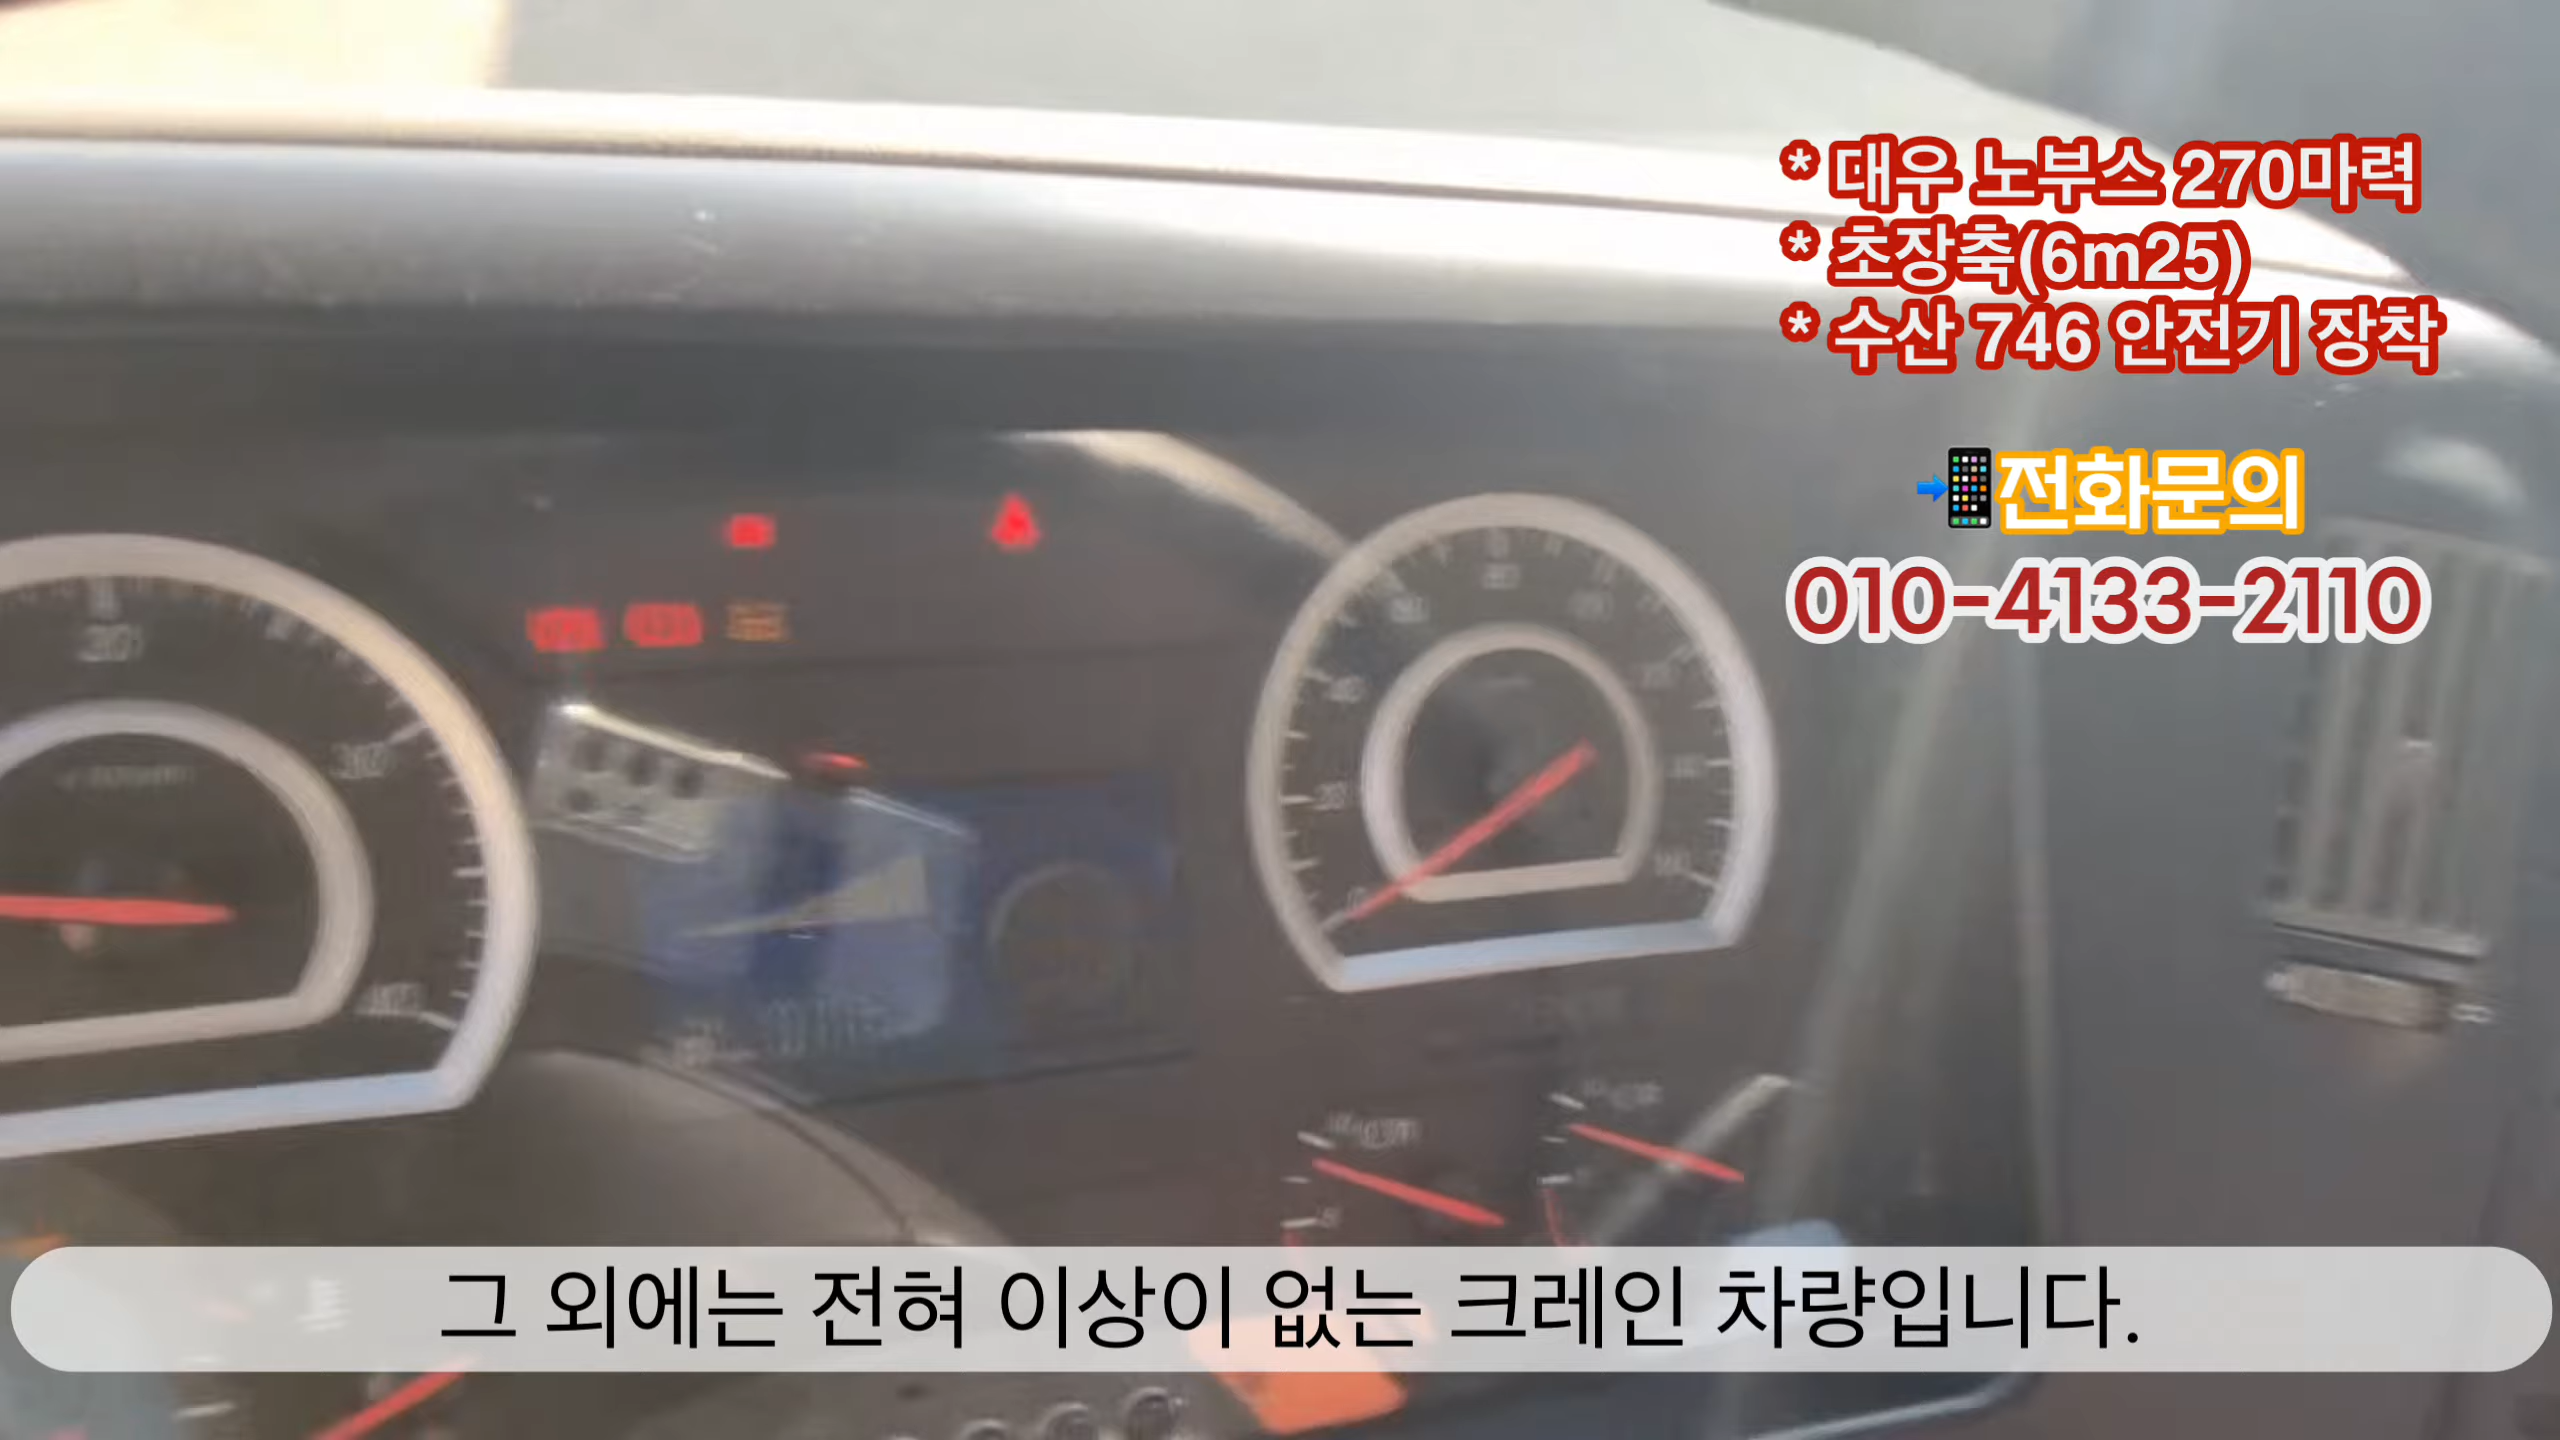 * 대우 노부스 270마력
* 초장축(6m25)
* 수산 746 안전기 장착
전화문의
010-4133-2110
그 외에는 전혀 이상이 없는 크레인 차량입니다.